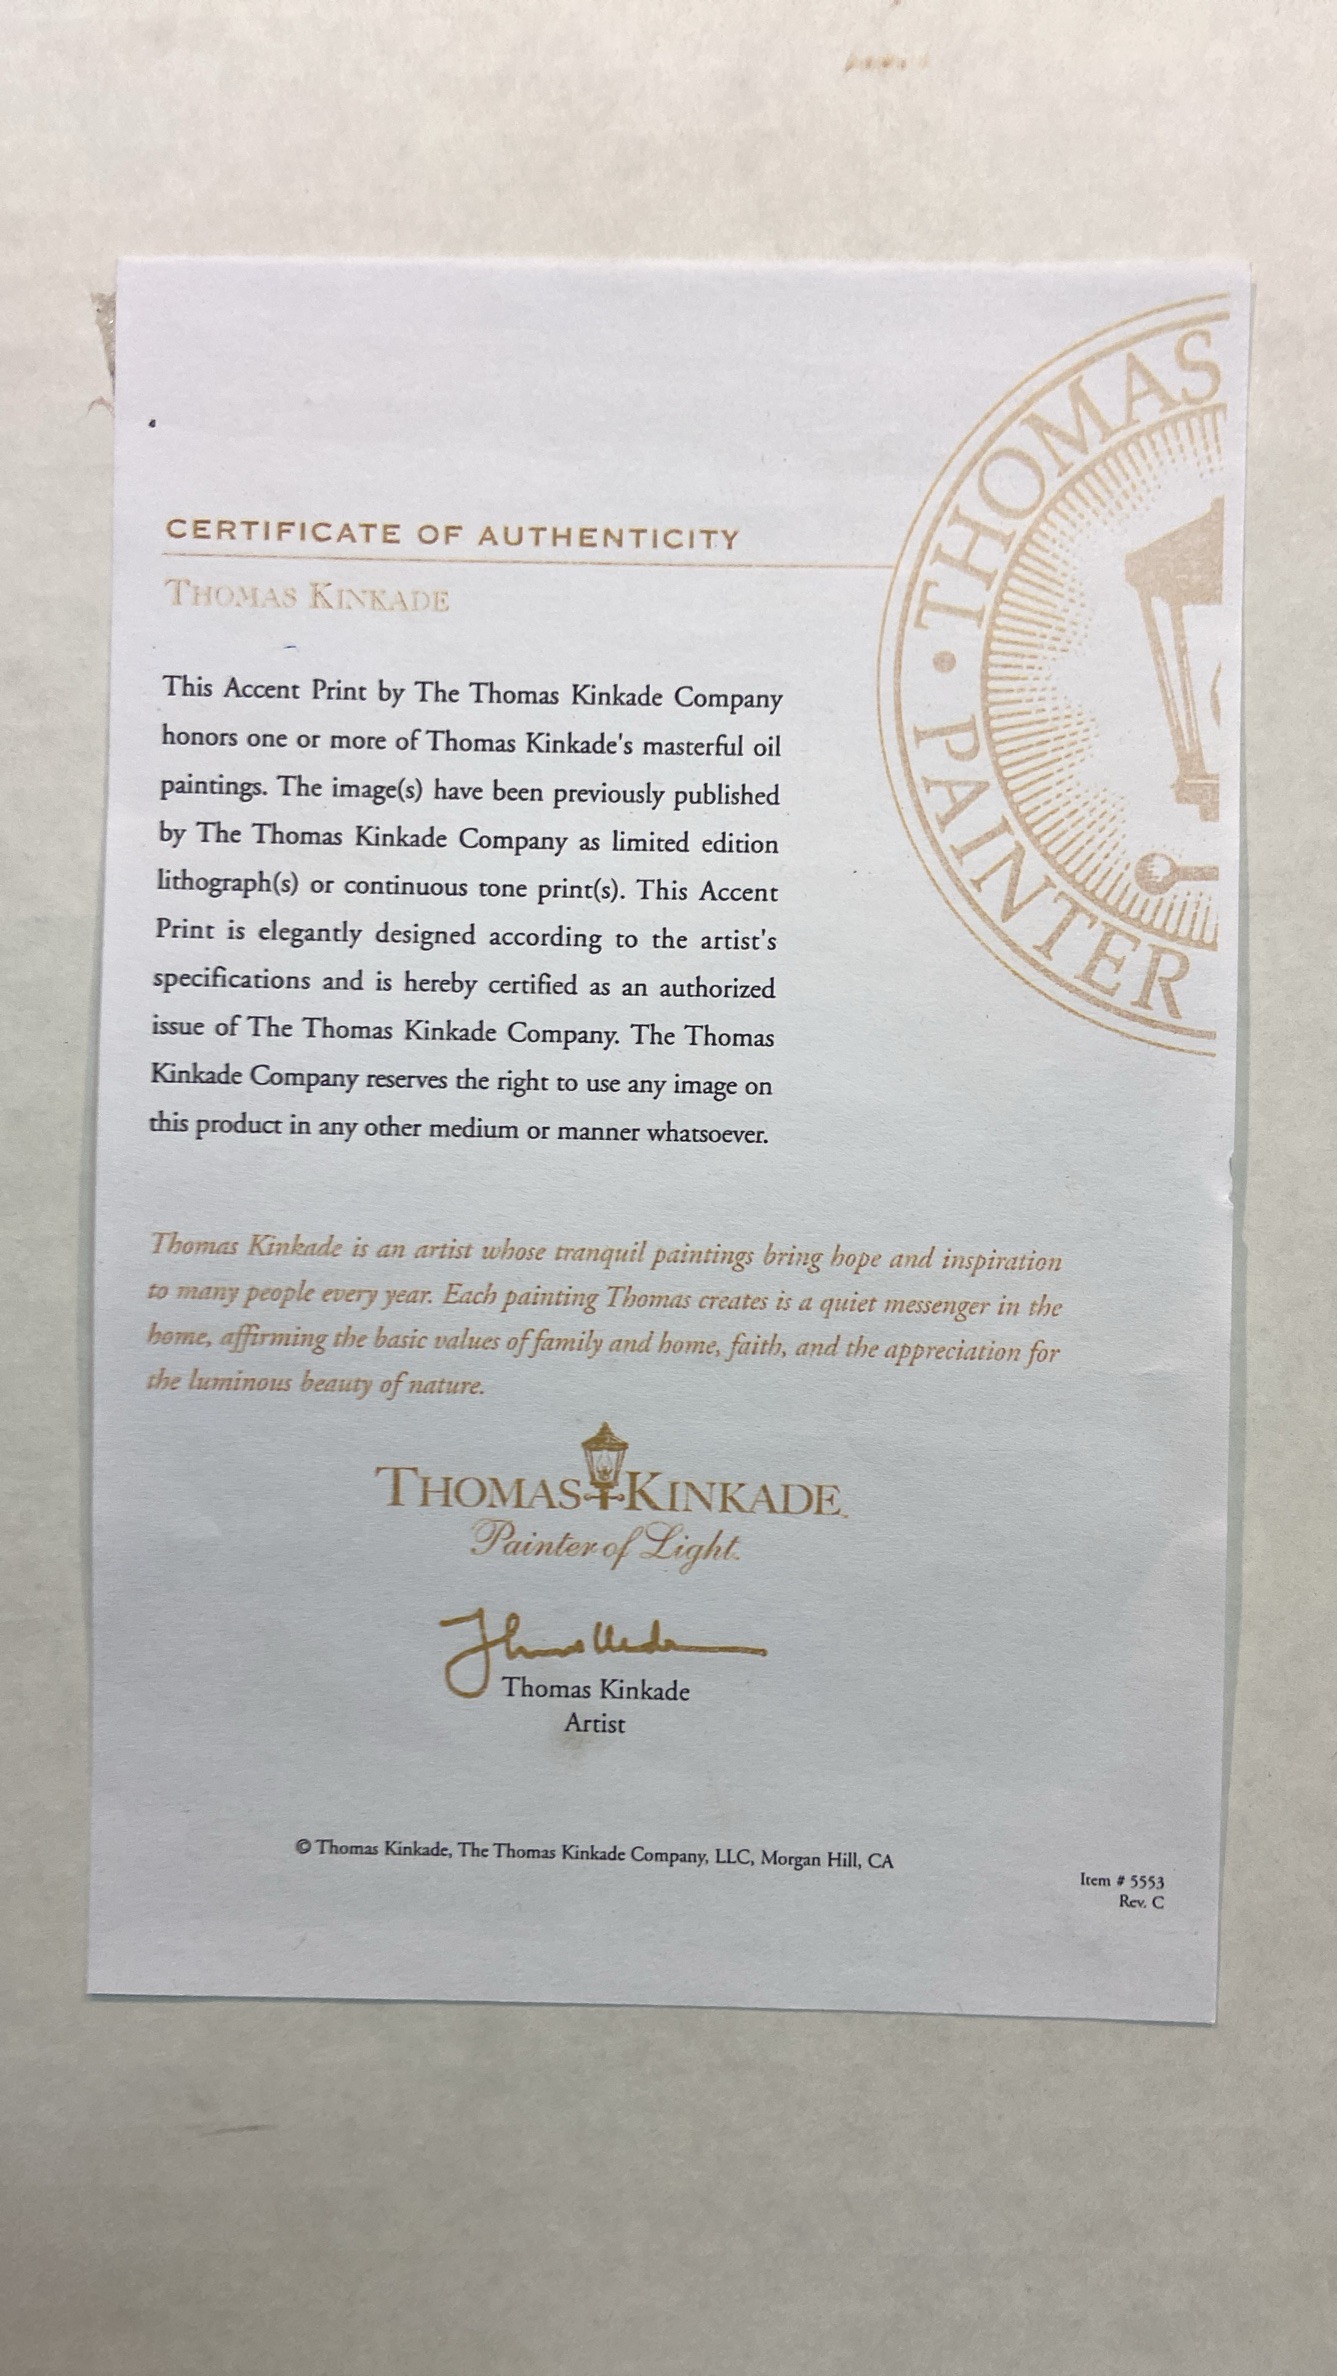 THOMAS
PAINTER
CERTIFICATE OF AUTHENTICITY
THOMAS KINKADE
This Accent Print by The Thomas Kinkade Company
honors one or more of Thomas Kinkade's masterful oil
paintings. The image(s) have been previously published
by The Thomas Kinkade Company as limited edition
lithograph(s) or continuous tone print(s). This Accent
Print is elegantly designed according to the artist's
specifications and is hereby certified as an authorized
issue of The Thomas Kinkade Company. The Thomas
Kinkade Company reserves the right to use any image on
this product in any other medium or manner whatsoever.
Thomas Kinkade is an artist whose tranquil paintings bring hope and inspiration
to many people every year. Each painting Thomas creates is a quiet messenger in the
home, affirming the basic values of family and home, faith, and the appreciation for
the luminous beauty of nature.
THOMAS KINKADE
Painter of Light
Thomas Kinkade
Artist
© Thomas Kinkade, The Thomas Kinkade Company, LLC, Morgan Hill, CA
Item # 5553
Rev. C